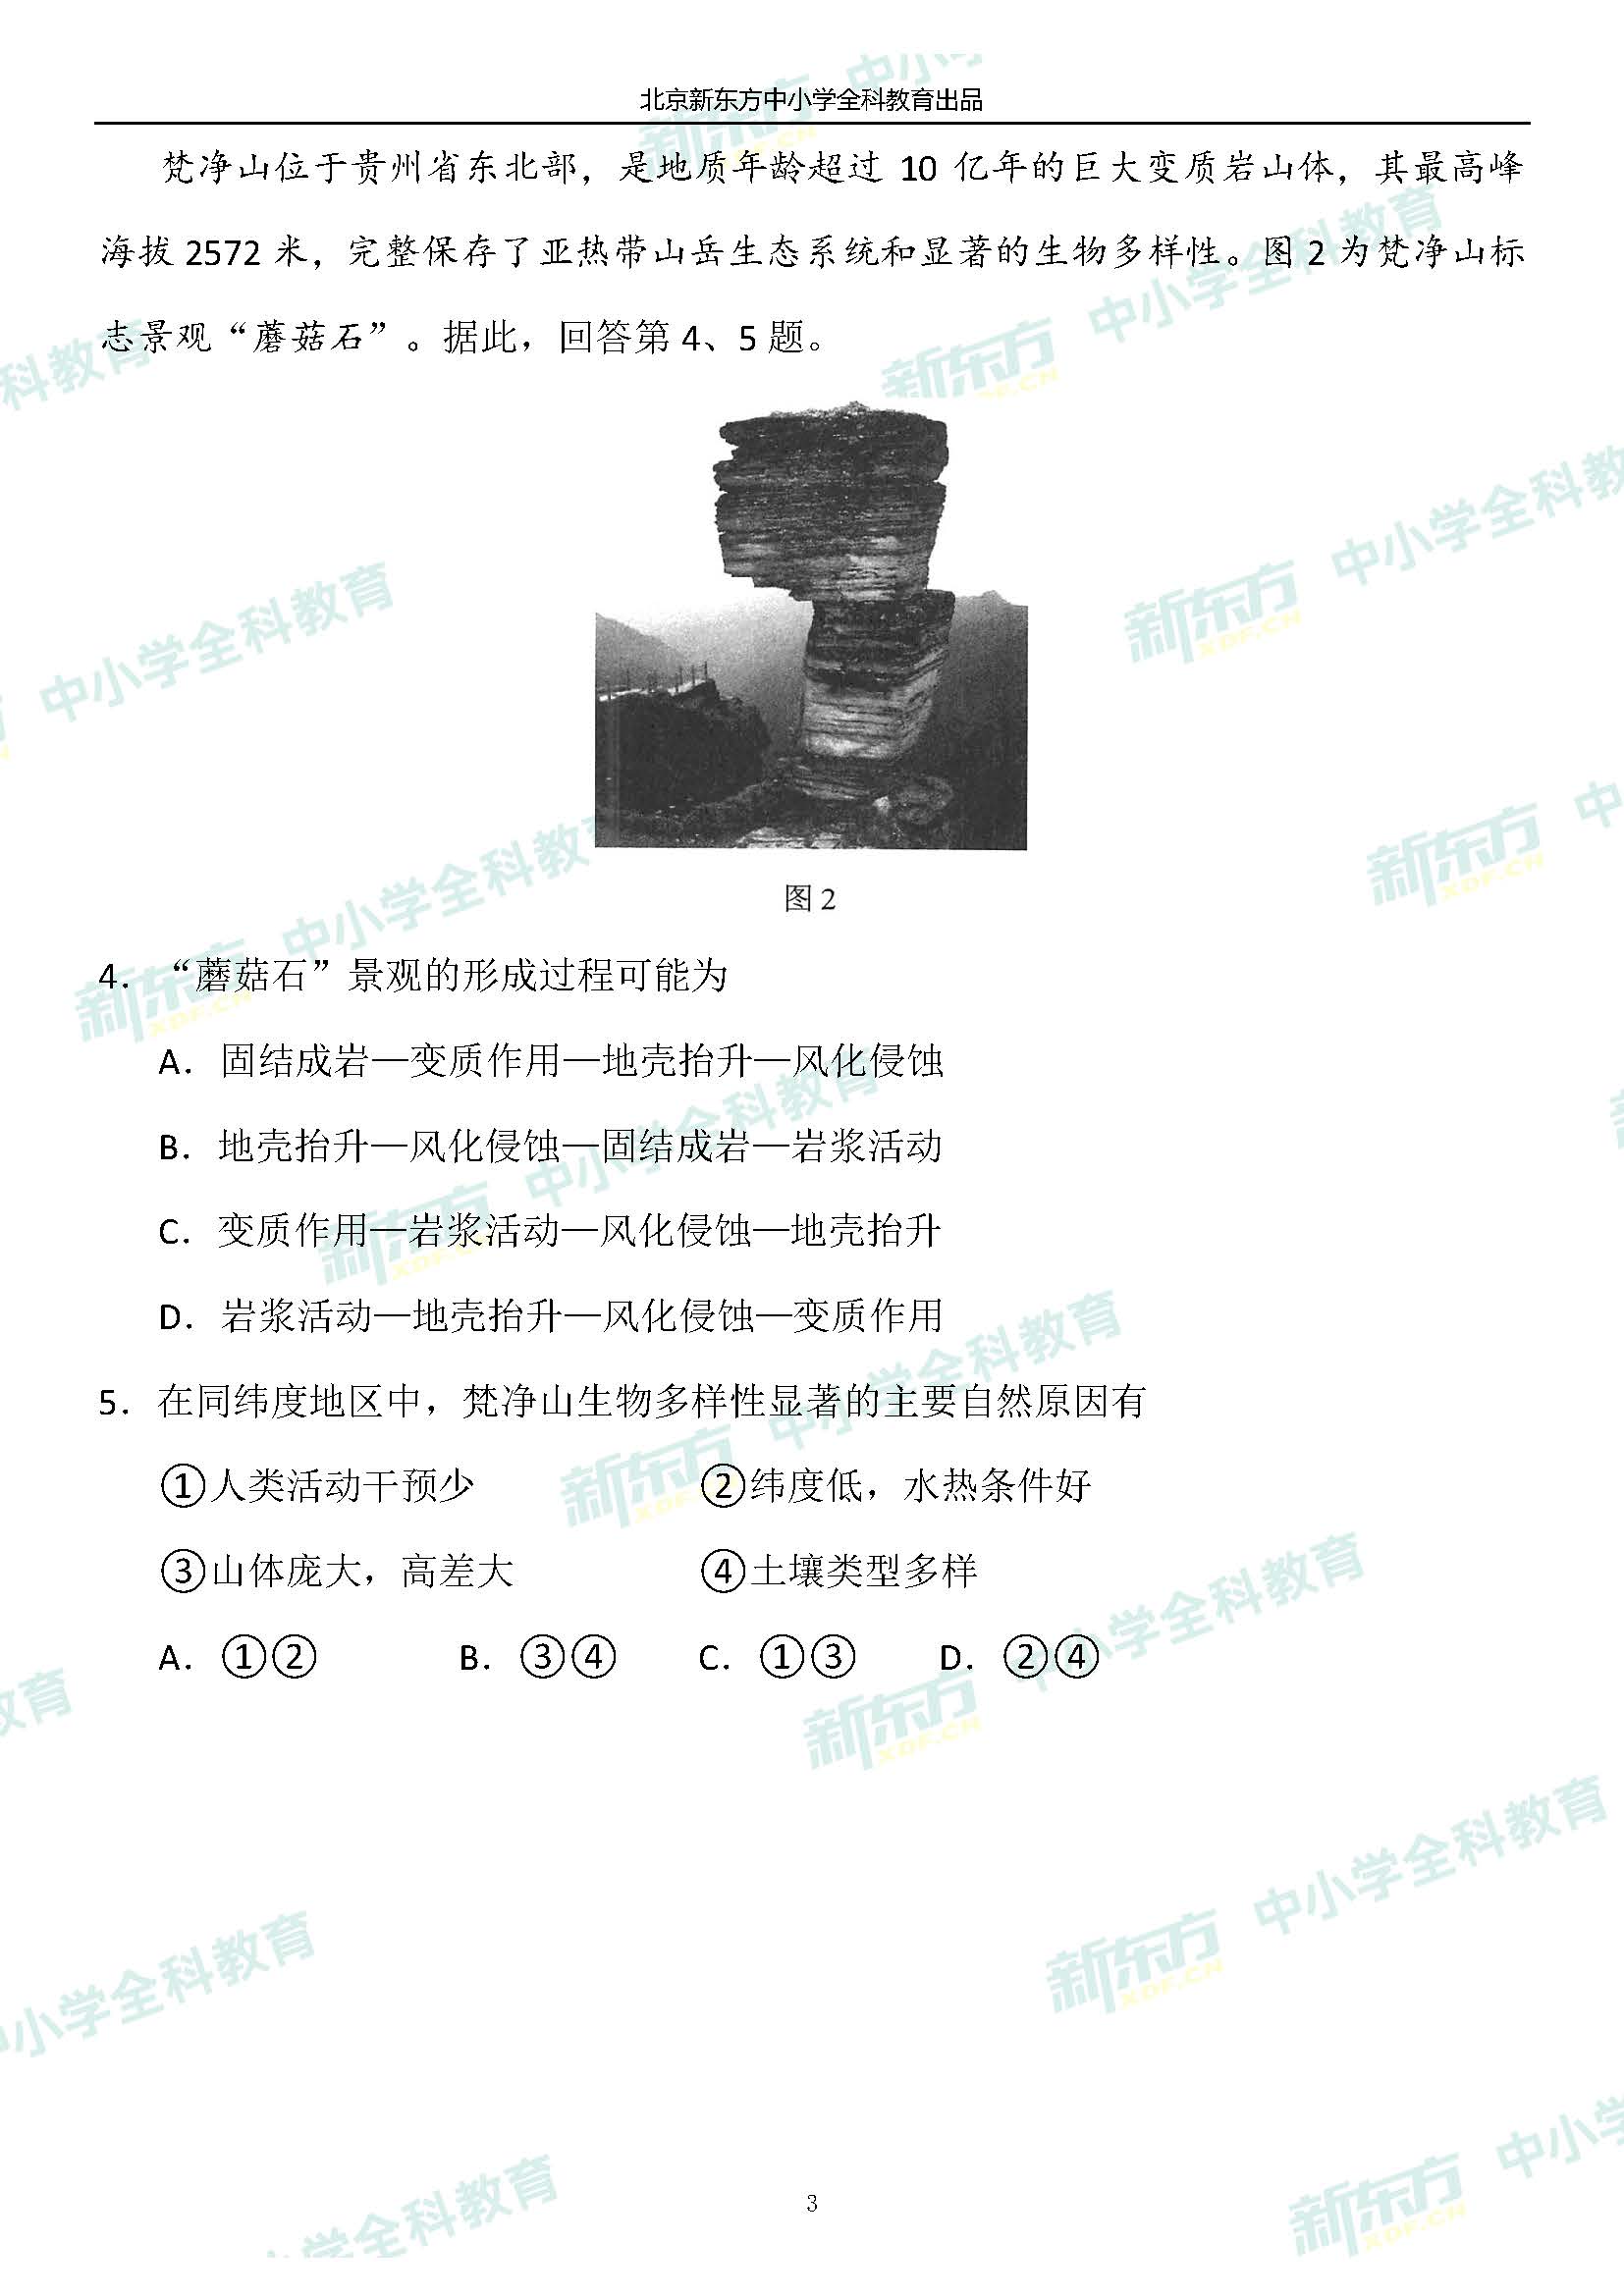 北京新东方中小学全科教育出品
梵净山位于贵州省东北部，是地质年龄超过 10 亿年的巨大变质岩山体，其最高峰
海拔 2572 米，完整保存了亚热带山岳生态系统和显著的生物多样性。图 2 为梵净山标
志景观“蘑菇石”。据此，回答第 4、5 题。
图 2
4． “蘑菇石”景观的形成过程可能为
A．固结成岩—变质作用—地壳抬升—风化侵蚀
B．地壳抬升—风化侵蚀—固结成岩—岩浆活动
C．变质作用—岩浆活动—风化侵蚀—地壳抬升
D．岩浆活动—地壳抬升—风化侵蚀—变质作用
5．在同纬度地区中，梵净山生物多样性显著的主要自然原因有
①人类活动干预少 ②纬度低，水热条件好
③山体庞大，高差大 ④土壤类型多样
A．①② B．③④ C．①③ D．②④
3
新东方 XDF.CN 中小学全科教育